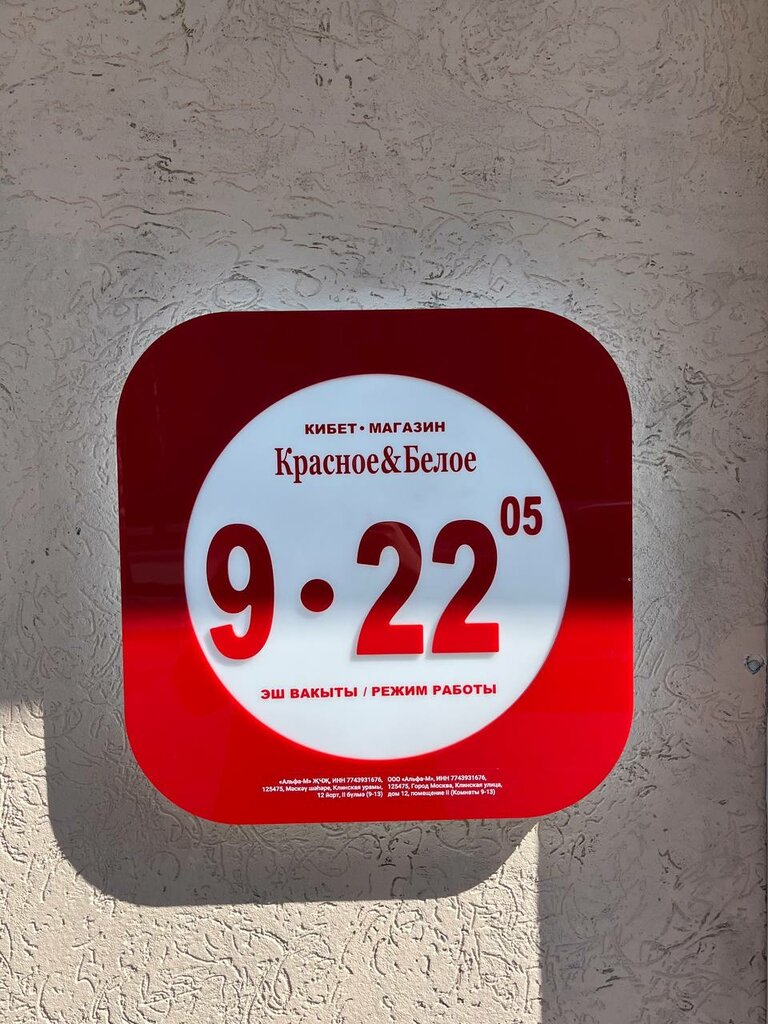 КИБЕТ • МАГАЗИН
Красное&Белое
9 • 22 05
ЭШ ВАКЫТЫ / РЕЖИМ РАБОТЫ
«Альфа-М» ҖЧҖ, ИНН 7743931676,
125475, Мәскәү шәһәре, Клинская урамы,
12 йорт, II бүлмә (9-13)
ООО «Альфа-М», ИНН 7743931676,
125475, Город Москва, Клинская улица,
дом 12, помещение II (Комнаты 9-13)